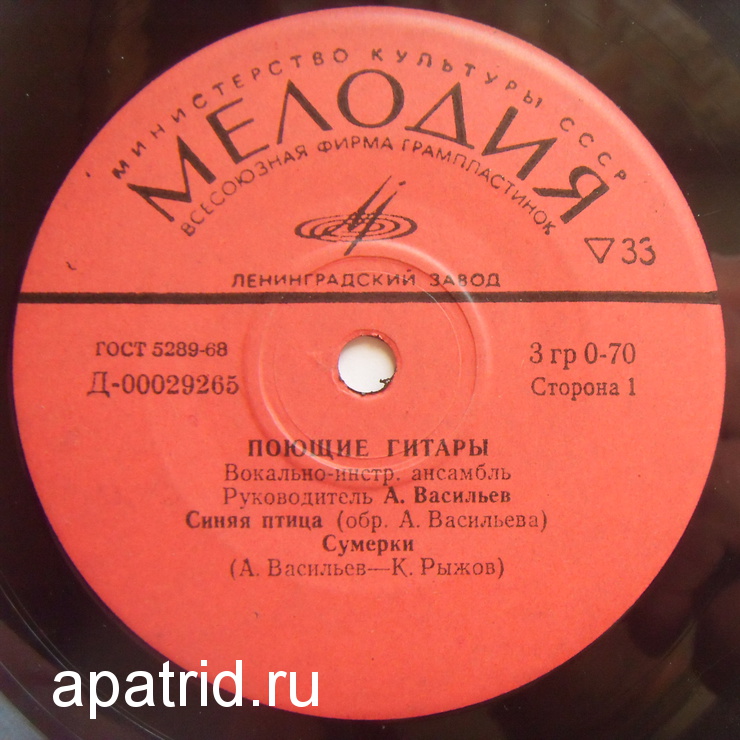 МИНИСТЕРСТВО КУЛЬТУРЫ СССР
МЕЛОДИЯ
ВСЕСОЮЗНАЯ ФИРМА ГРАМПЛАСТИНОК
▽33
ЛЕНИНГРАДСКИЙ ЗАВОД
ГОСТ 5289-68
3 гр 0-70
Д-00029265
Сторона 1
ПОЮЩИЕ ГИТАРЫ
Вокально-инстр. ансамбль
Руководитель А. Васильев
Синяя птица (обр. А. Васильева)
Сумерки
(А. Васильев—К. Рыжов)
apatrid.ru